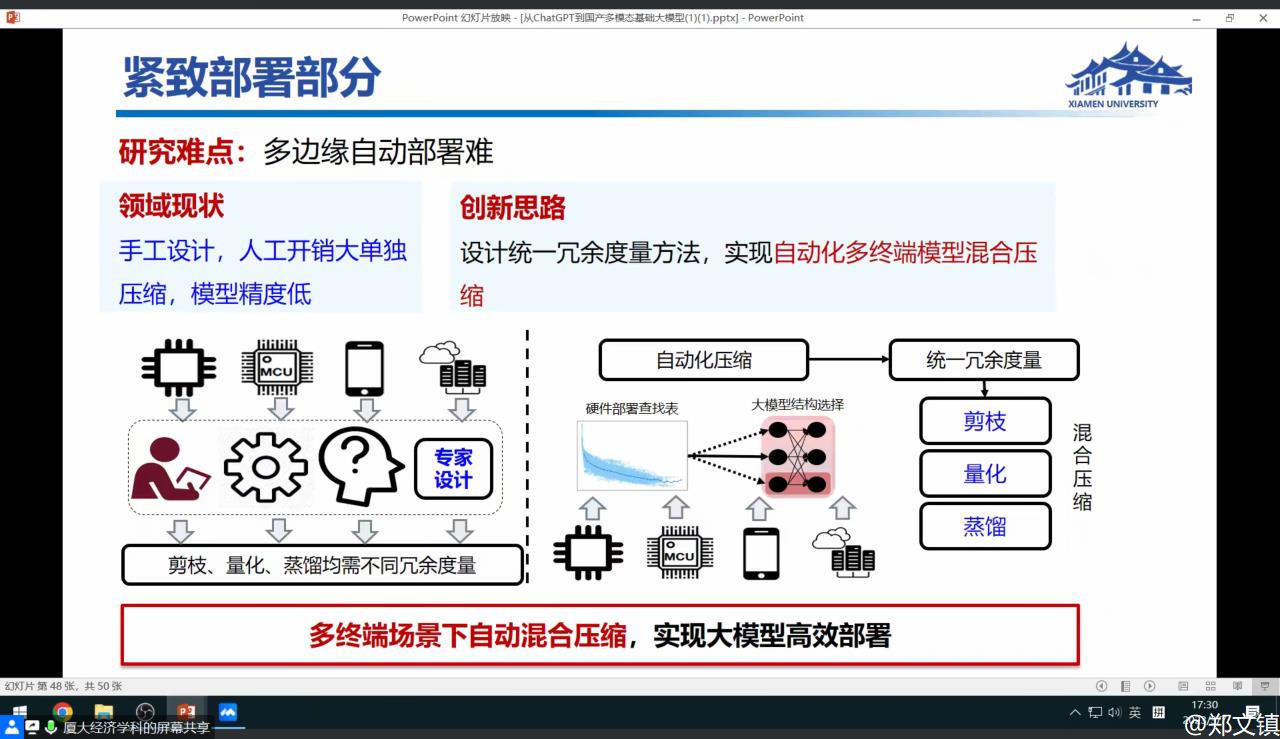 PowerPoint 幻灯片放映 - [从ChatGPT到国产多模态基础大模型(1)(1).pptx] - PowerPoint
紧致部署部分
XIAMEN UNIVERSITY
研究难点：多边缘自动部署难
领域现状
手工设计，人工开销大单独
压缩，模型精度低
创新思路
设计统一冗余度量方法，实现自动化多终端模型混合压
缩
MCU
专家
设计
剪枝、量化、蒸馏均需不同冗余度量
自动化压缩
统一冗余度量
硬件部署查找表
大模型结构选择
剪枝
量化
蒸馏
混合压缩
MCU
多终端场景下自动混合压缩，实现大模型高效部署
幻灯片 第 48 张，共 50 张
英
拼
17:30
厦大经济学科的屏幕共享
@郑文镇